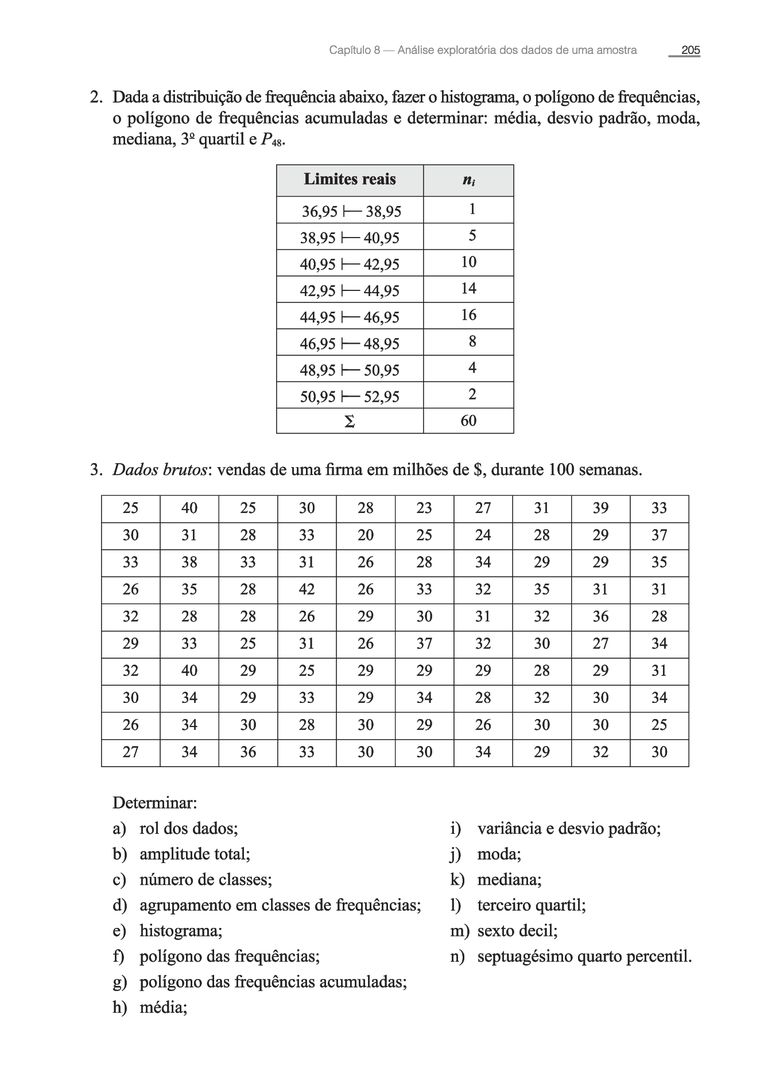 Capítulo 8 — Análise exploratória dos dados de uma amostra 205
2. Dada a distribuição de frequência abaixo, fazer o histograma, o polígono de frequências,
o polígono de frequências acumuladas e determinar: média, desvio padrão, moda,
mediana, 3º quartil e P48.
Limites reais ni
36,95 ⊢ 38,95 1
38,95 ⊢ 40,95 5
40,95 ⊢ 42,95 10
42,95 ⊢ 44,95 14
44,95 ⊢ 46,95 16
46,95 ⊢ 48,95 8
48,95 ⊢ 50,95 4
50,95 ⊢ 52,95 2
Σ 60
3. Dados brutos: vendas de uma firma em milhões de $, durante 100 semanas.
25 40 25 30 28 23 27 31 39 33
30 31 28 33 20 25 24 28 29 37
33 38 33 31 26 28 34 29 29 35
26 35 28 42 26 33 32 35 31 31
32 28 28 26 29 30 31 32 36 28
29 33 25 31 26 37 32 30 27 34
32 40 29 25 29 29 29 28 29 31
30 34 29 33 29 34 28 32 30 34
26 34 30 28 30 29 26 30 30 25
27 34 36 33 30 30 34 29 32 30
Determinar:
a) rol dos dados;
b) amplitude total;
c) número de classes;
d) agrupamento em classes de frequências;
e) histograma;
f) polígono das frequências;
g) polígono das frequências acumuladas;
h) média;
i) variância e desvio padrão;
j) moda;
k) mediana;
l) terceiro quartil;
m) sexto decil;
n) septuagésimo quarto percentil.